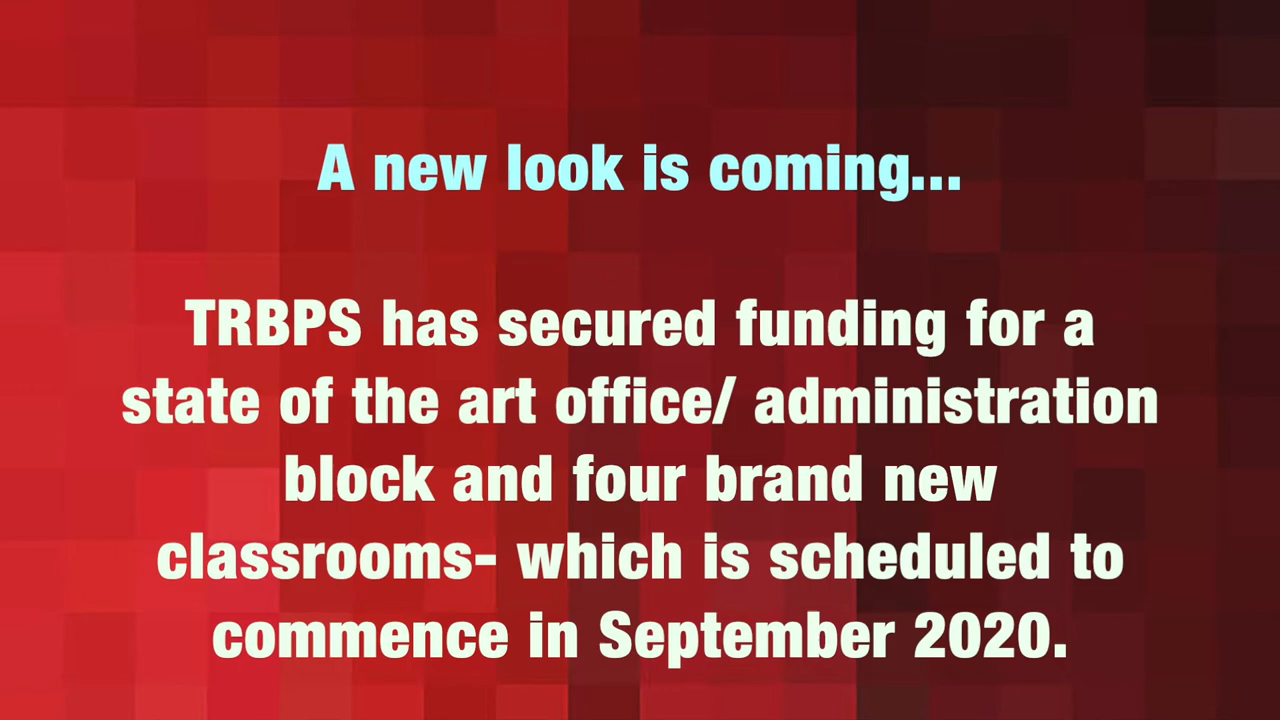 A new look is coming...
TRBPS has secured funding for a
state of the art office/ administration
block and four brand new
classrooms- which is scheduled to
commence in September 2020.